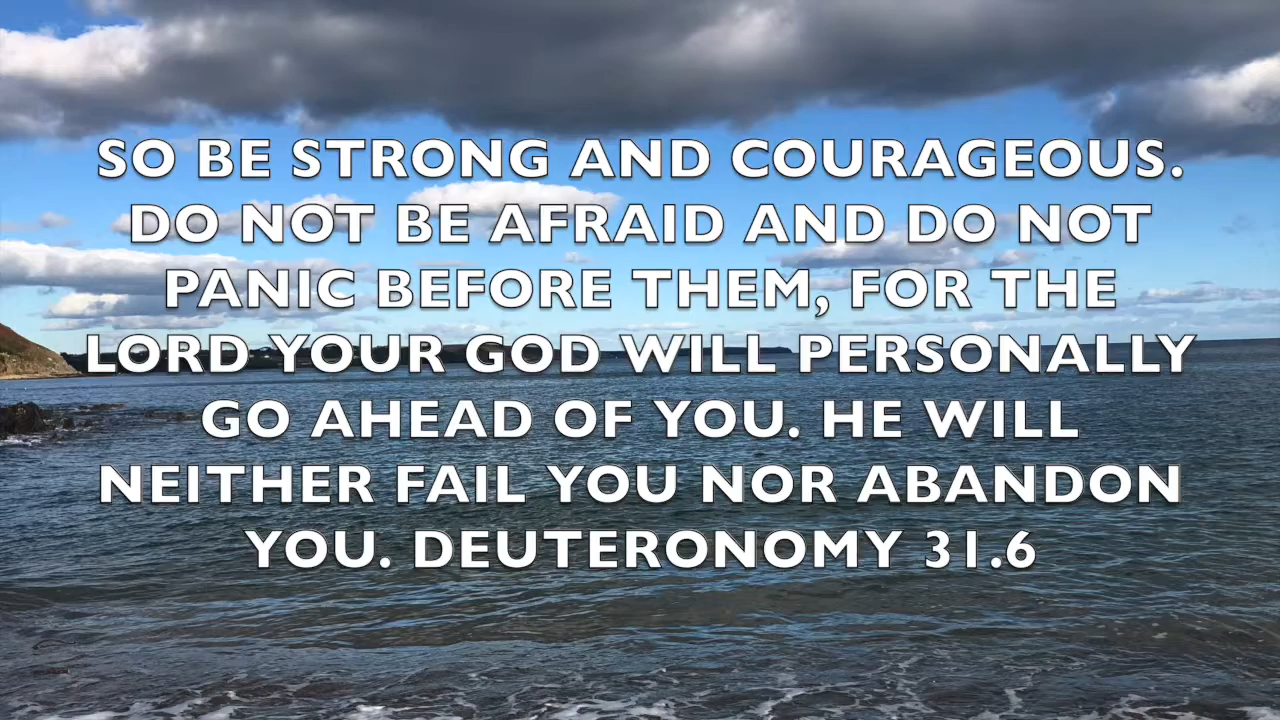 SO BE STRONG AND COURAGEOUS.
DO NOT BE AFRAID AND DO NOT
PANIC BEFORE THEM, FOR THE
LORD YOUR GOD WILL PERSONALLY
GO AHEAD OF YOU. HE WILL
NEITHER FAIL YOU NOR ABANDON
YOU. DEUTERONOMY 31.6